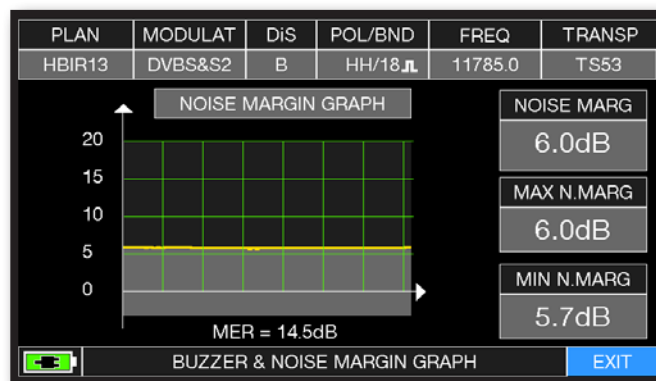 PLAN MODULAT DiS POL/BND FREQ TRANSP
HBIR13 DVBS&S2 B HH/18 11785.0 TS53
NOISE MARGIN GRAPH
20
15
10
5
0
MER = 14.5dB
NOISE MARG
6.0dB
MAX N.MARG
6.0dB
MIN N.MARG
5.7dB
BUZZER & NOISE MARGIN GRAPH EXIT